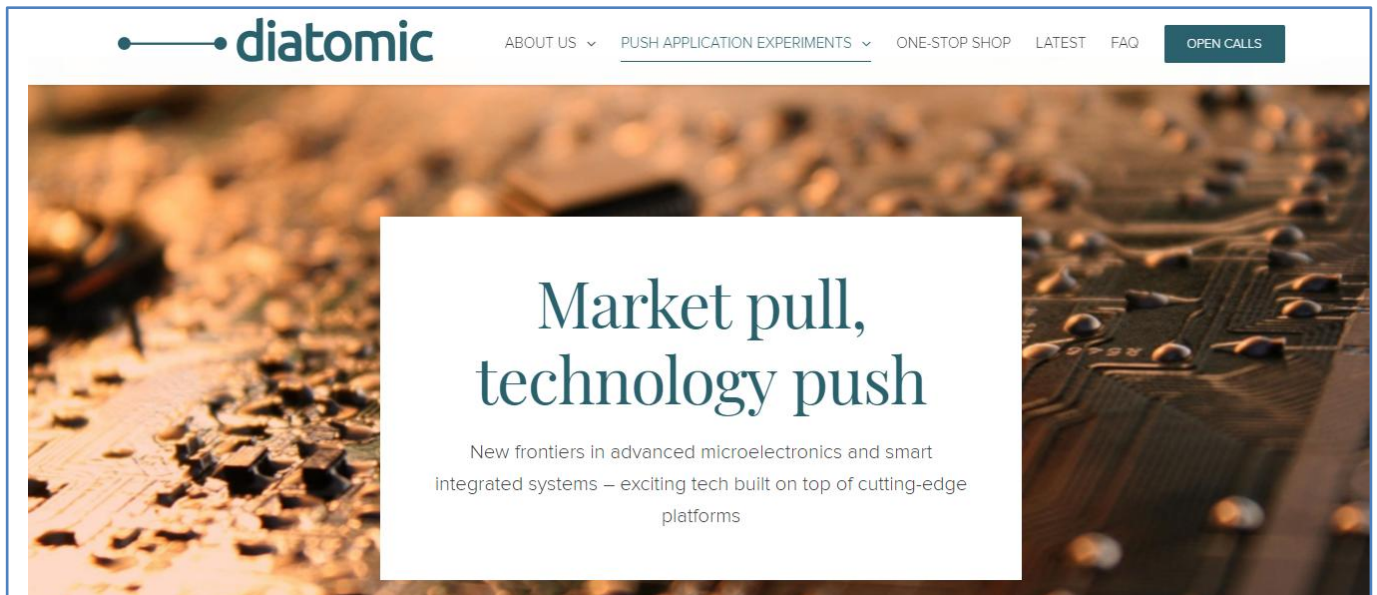 diatomic
ABOUT US
PUSH APPLICATION EXPERIMENTS
ONE-STOP SHOP
LATEST
FAQ
OPEN CALLS
Market pull,
technology push
New frontiers in advanced microelectronics and smart
integrated systems – exciting tech built on top of cutting-edge
platforms